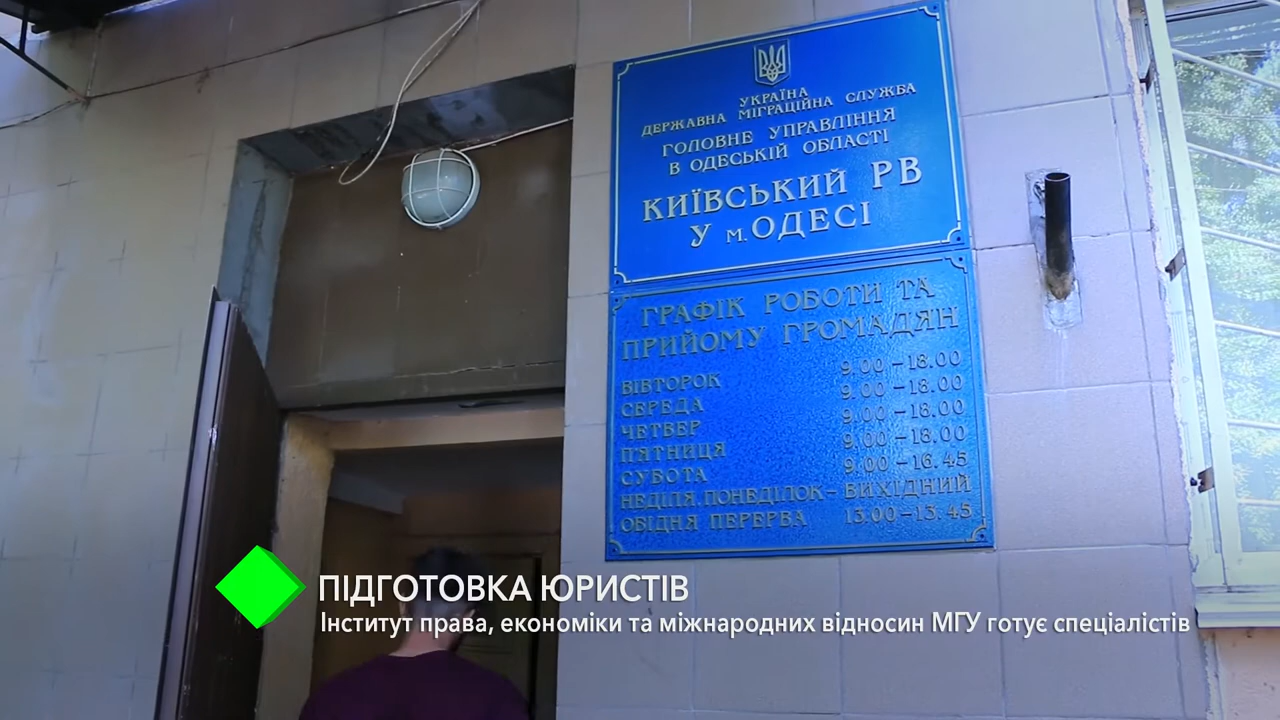 УКРАЇНА
ДЕРЖАВНА МІГРАЦІЙНА СЛУЖБА
ГОЛОВНЕ УПРАВЛІННЯ
В ОДЕСЬКІЙ ОБЛАСТІ
КИЇВСЬКИЙ РВ
У м. ОДЕСІ
ГРАФІК РОБОТИ ТА
ПРИЙОМУ ГРОМАДЯН
ВІВТОРОК 9.00-18.00
СЕРЕДА 9.00-18.00
ЧЕТВЕР 9.00-18.00
П'ЯТНИЦЯ 9.00-18.00
СУБОТА 9.00-16.45
НЕДІЛЯ, ПОНЕДІЛОК - ВИХІДНИЙ
ОБІДНЯ ПЕРЕРВА 13.00-13.45
ПІДГОТОВКА ЮРИСТІВ
Інститут права, економіки та міжнародних відносин МГУ готує спеціалістів